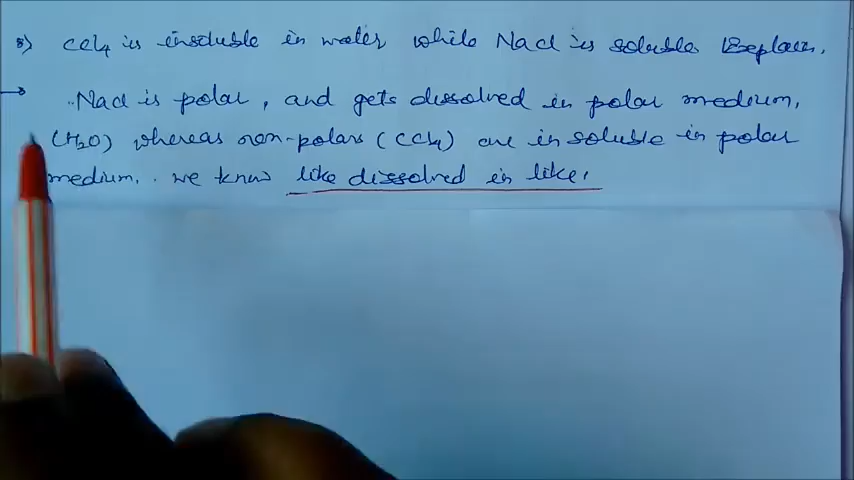 8) CCl4 is insoluble in water while NaCl is soluble Explain.
→ NaCl is polar, and gets dissolved in polar medium,
(H2O) whereas non-polars (CCl4) are insoluble in polar
medium. we know like dissolved in like.